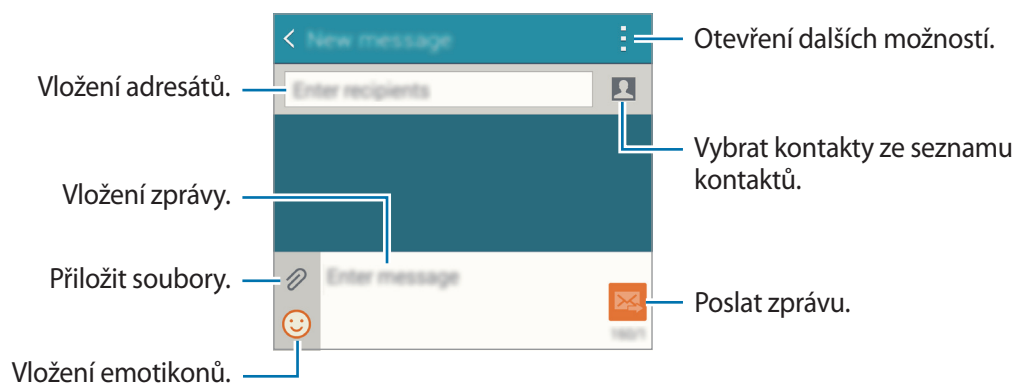 New message
Otevření dalších možností.
Vložení adresátů.
Enter recipients
Vybrat kontakty ze seznamu
kontaktů.
Vložení zprávy.
Přiložit soubory.
Enter message
Poslat zprávu.
Vložení emotikonů.